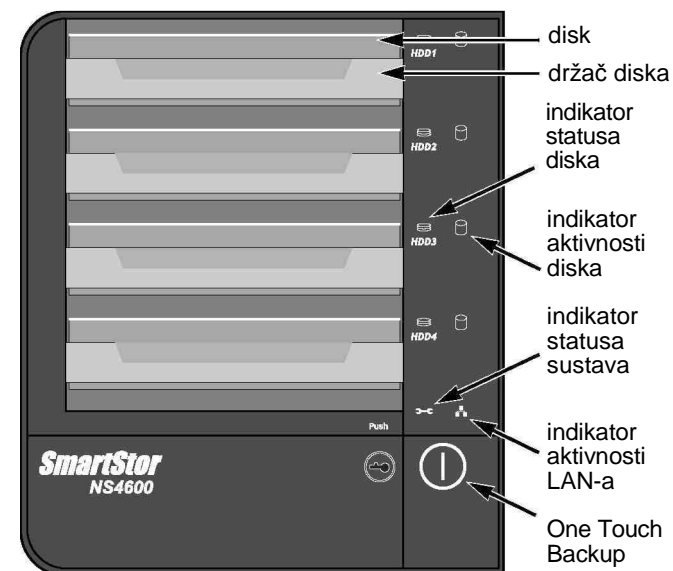 disk
HDD1
držač diska
indikator
statusa
diska
HDD2
indikator
aktivnosti
diska
HDD3
indikator
statusa
sustava
HDD4
indikator
aktivnosti
LAN-a
Push
SmartStor
NS4600
One Touch
Backup